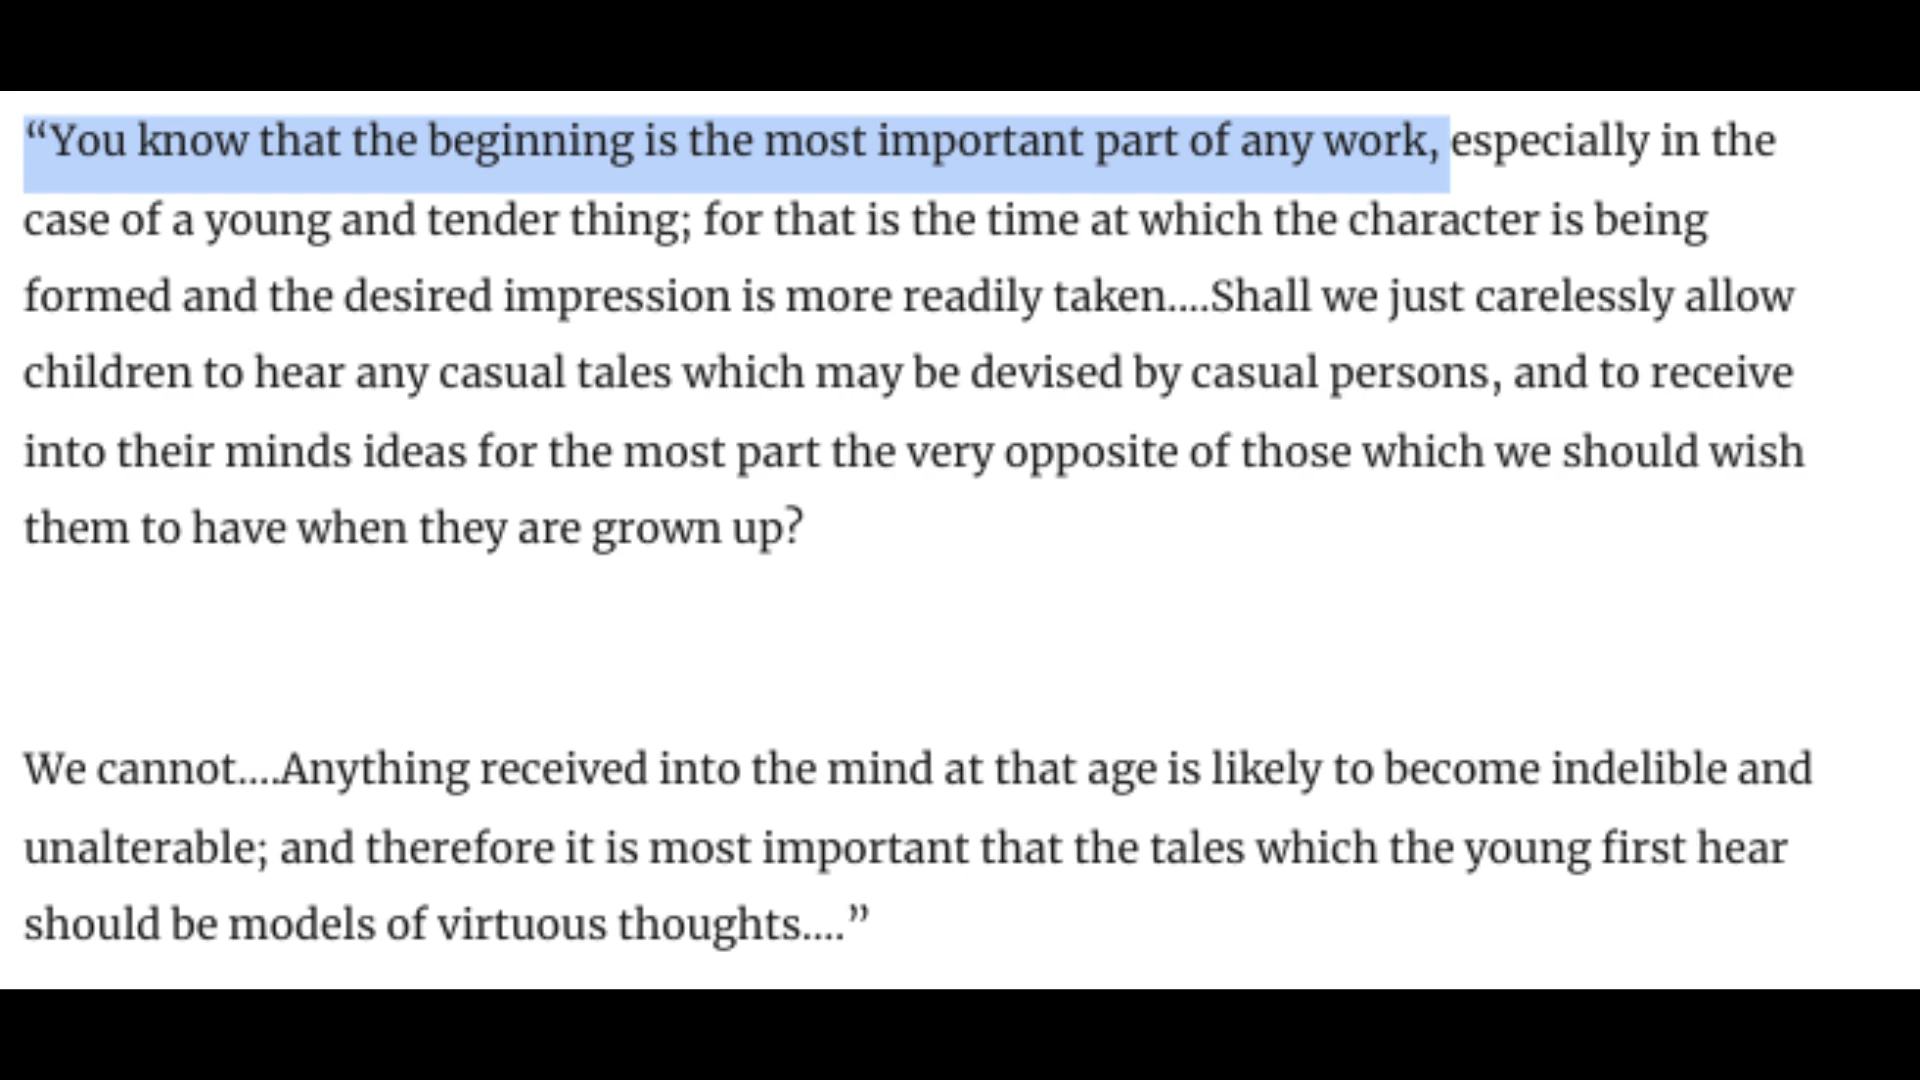 “You know that the beginning is the most important part of any work, especially in the
case of a young and tender thing; for that is the time at which the character is being
formed and the desired impression is more readily taken....Shall we just carelessly allow
children to hear any casual tales which may be devised by casual persons, and to receive
into their minds ideas for the most part the very opposite of those which we should wish
them to have when they are grown up?
We cannot....Anything received into the mind at that age is likely to become indelible and
unalterable; and therefore it is most important that the tales which the young first hear
should be models of virtuous thoughts....”